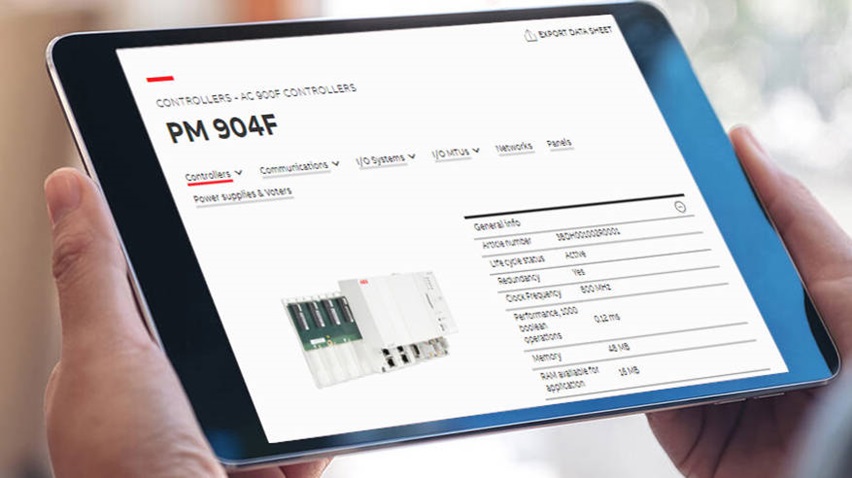 EXPORT DATA SHEET
CONTROLLERS - AC 900F CONTROLLERS
PM 904F
Controllers
Communications
I/O Systems
I/O MTUs
Networks
Panels
Power supplies & Voters
General info
Article number 3BDH001002R0001
Life cycle status Active
Redundancy Yes
Clock Frequency 800 MHz
Performance, 1000
boolean
operations
0.12 ms
Memory 48 MB
RAM available for
application
16 MB
ABB